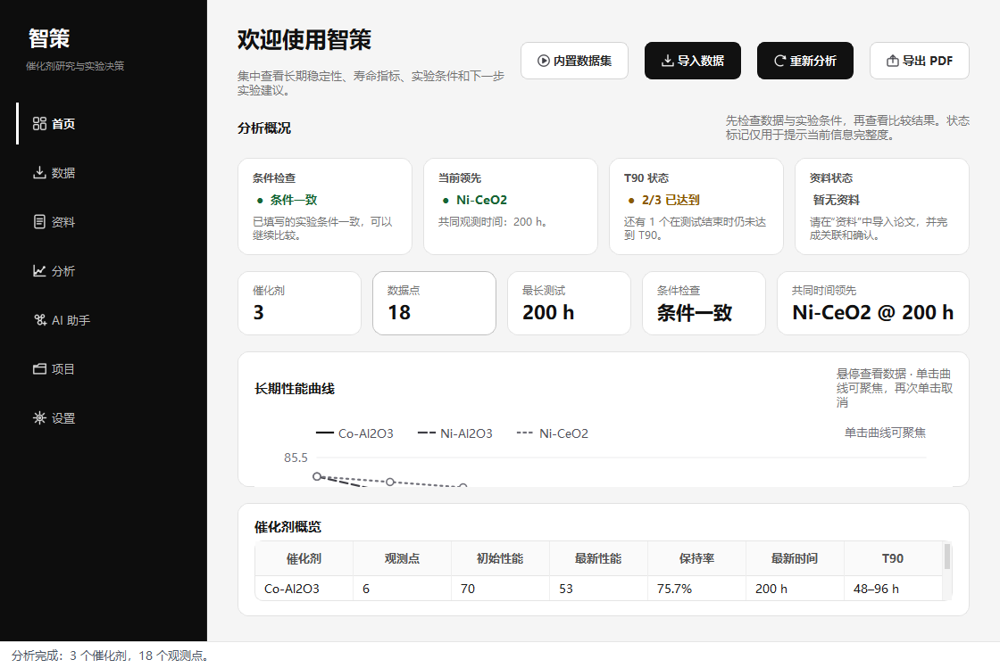 智策
催化剂研究与实验决策
首页
数据
资料
分析
AI 助手
项目
设置
欢迎使用智策
集中查看长期稳定性、寿命指标、实验条件和下一步
实验建议。
内置数据集
导入数据
重新分析
导出 PDF
分析概况
先检查数据与实验条件，再查看比较结果。状态
标记仅用于提示当前信息完整度。
条件检查
● 条件一致
已填写的实验条件一致，可以
继续比较。
当前领先
● Ni-CeO2
共同观测时间：200 h。
T90 状态
● 2/3 已达到
还有 1 个在测试结束时仍未达
到 T90。
资料状态
暂无资料
请在“资料”中导入论文，并完
成关联和确认。
催化剂
3
数据点
18
最长测试
200 h
条件检查
条件一致
共同时间领先
Ni-CeO2 @ 200 h
长期性能曲线
悬停查看数据 · 单击曲
线可聚焦，再次单击取
消
Co-Al2O3 Ni-Al2O3 Ni-CeO2
单击曲线可聚焦
85.5
催化剂概览
催化剂 观测点 初始性能 最新性能 保持率 最新时间 T90
Co-Al2O3 6 70 53 75.7% 200 h 48–96 h
分析完成：3 个催化剂，18 个观测点。